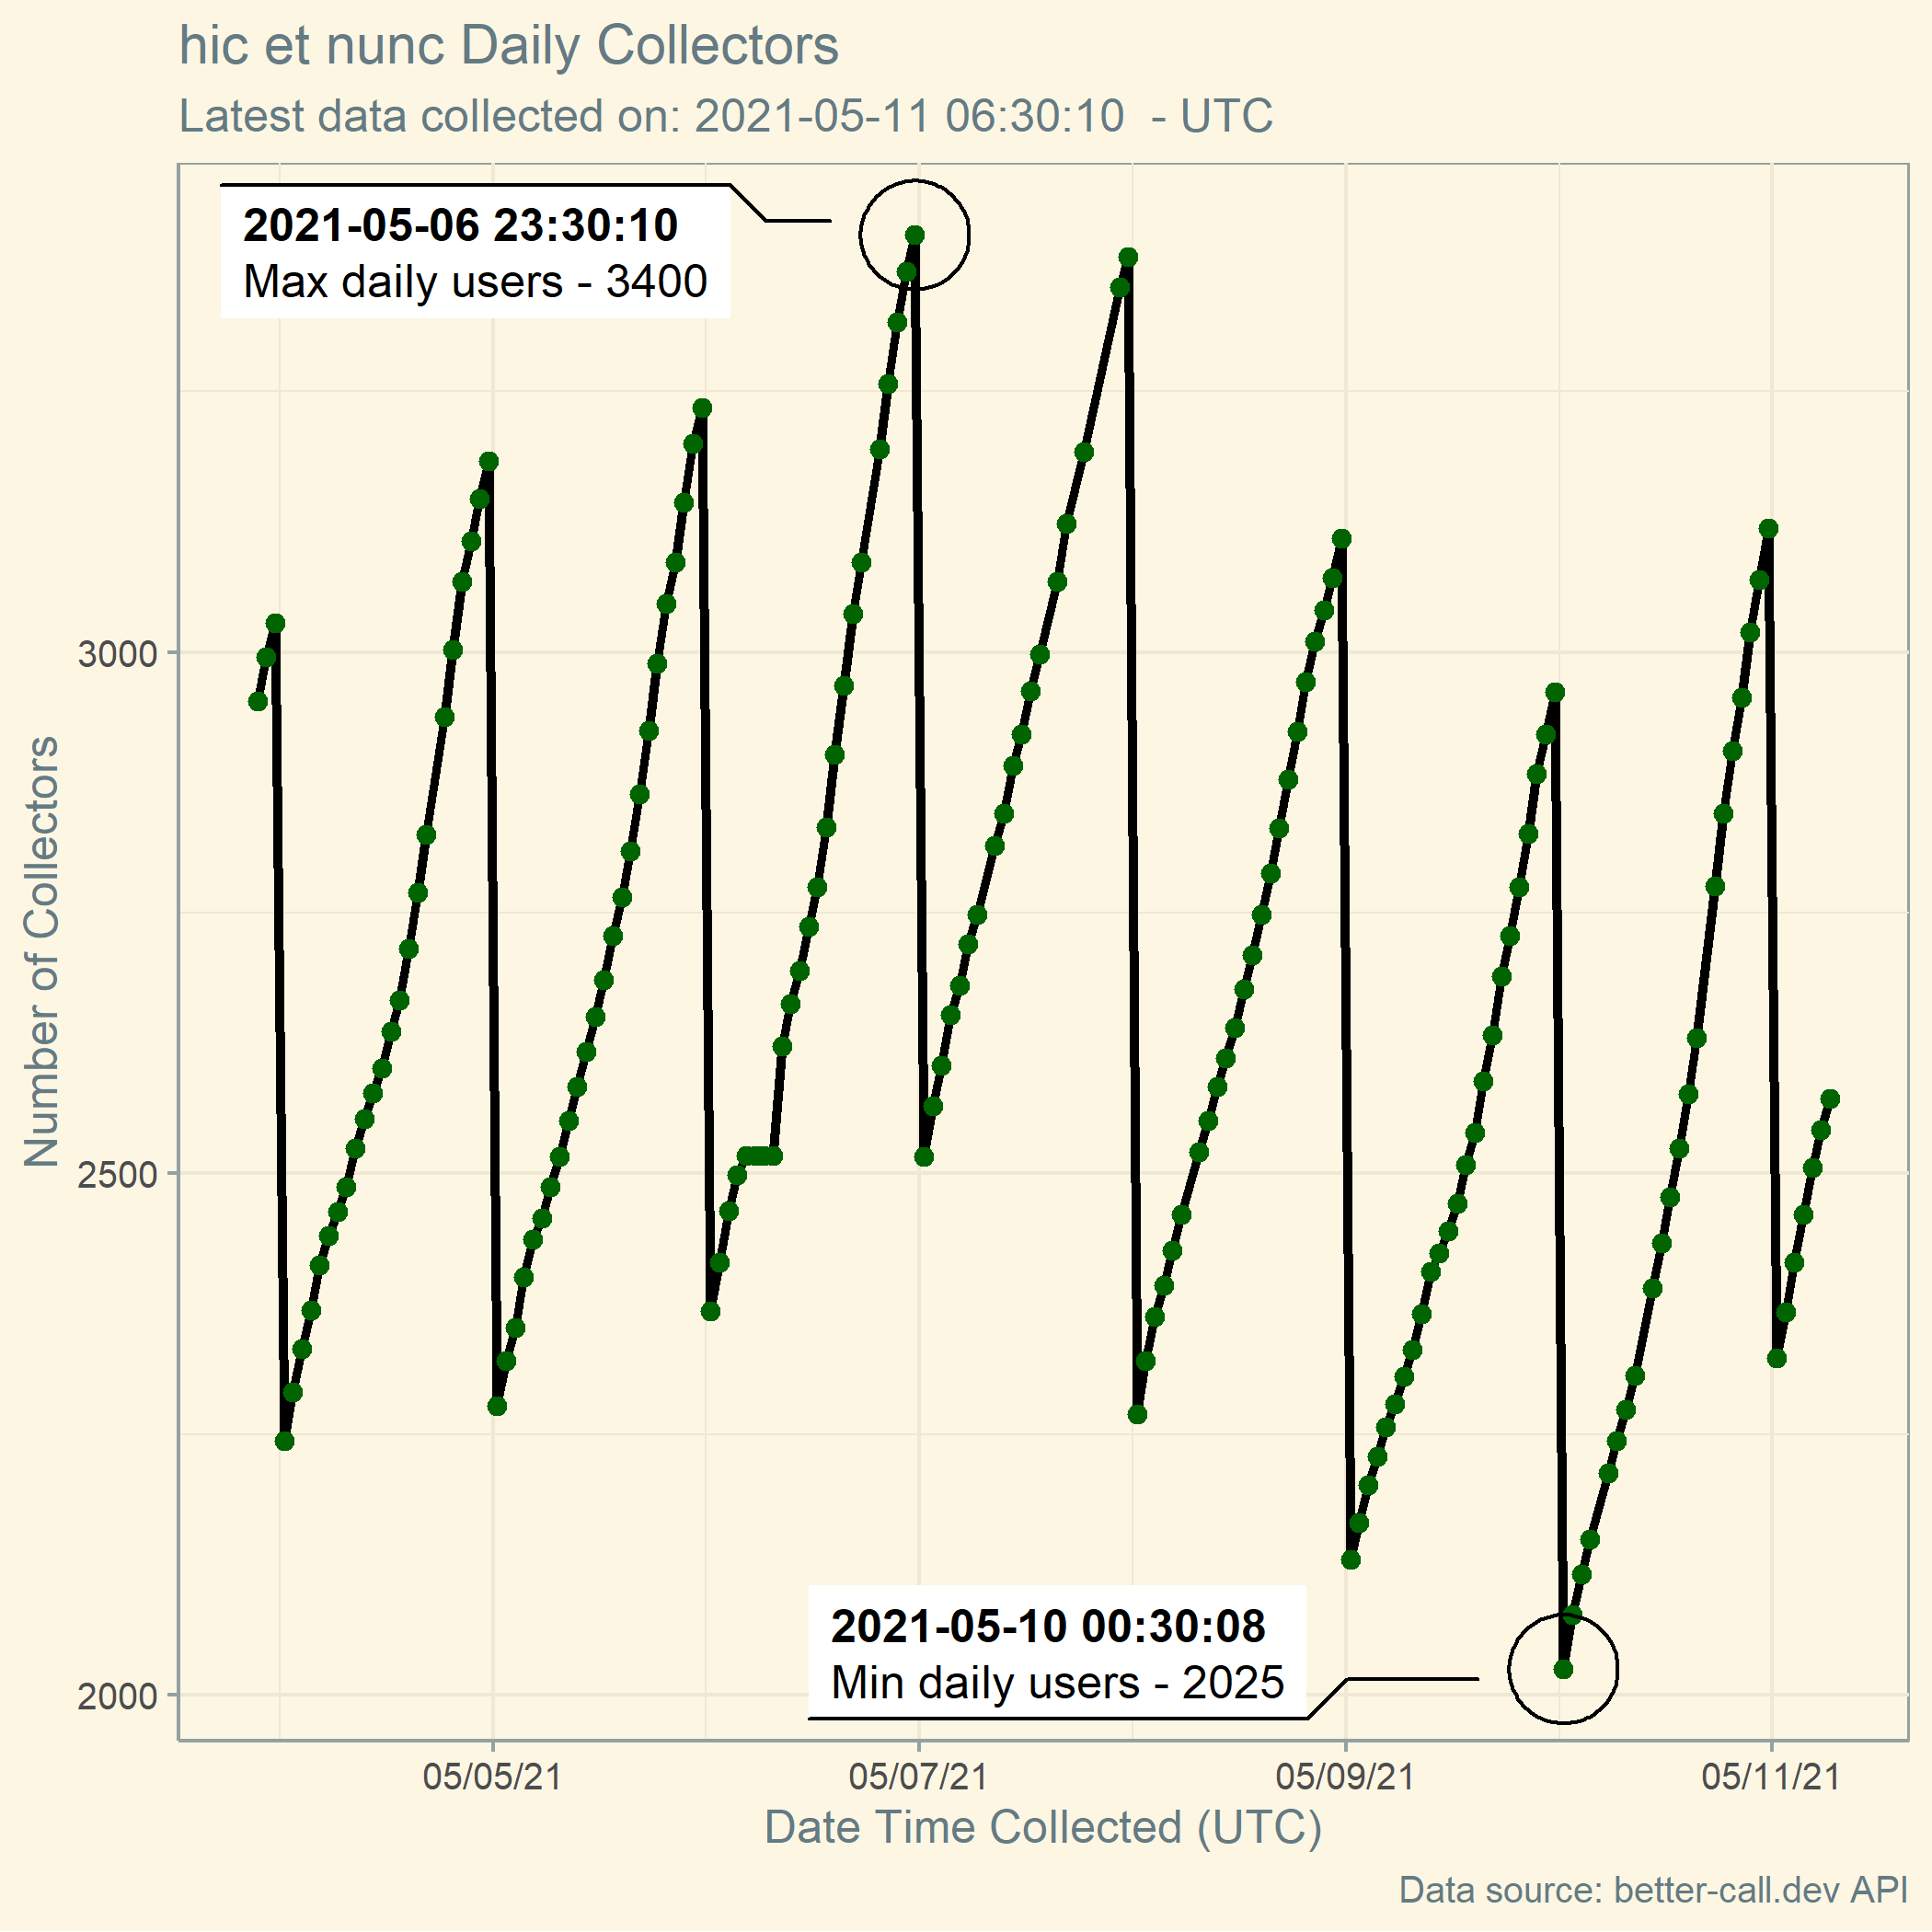 hic et nunc Daily Collectors
Latest data collected on: 2021-05-11 06:30:10  - UTC
2021-05-06 23:30:10
Max daily users - 3400
3000
2500
2000
Number of Collectors
2021-05-10 00:30:08
Min daily users - 2025
05/05/21
05/07/21
05/09/21
05/11/21
Date Time Collected (UTC)
Data source: better-call.dev API